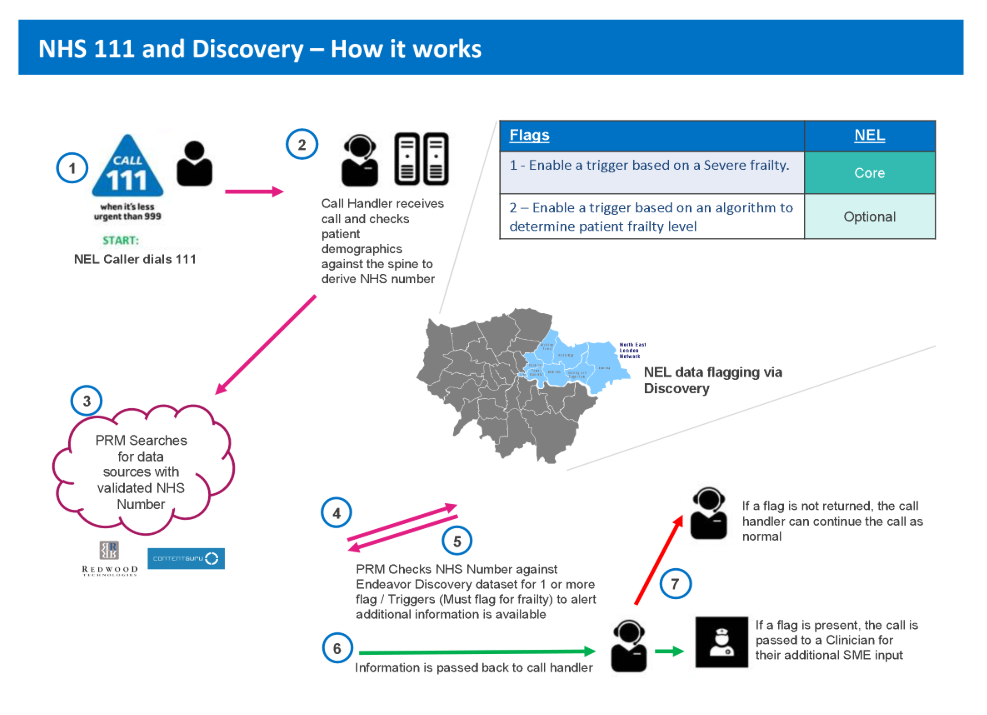 NHS 111 and Discovery – How it works
1
CALL
111
when it's less
urgent than 999
START:
NEL Caller dials 111
2
Call Handler receives
call and checks
patient
demographics
against the spine to
derive NHS number
Flags
NEL
1 - Enable a trigger based on a Severe frailty.
Core
2 – Enable a trigger based on an algorithm to
determine patient frailty level
Optional
North East
London
Network
NEL data flagging via
Discovery
3
PRM Searches
for data
sources with
validated NHS
Number
REDWOOD
TECHNOLOGIES
CONTENTGURU
4
5
PRM Checks NHS Number against
Endeavor Discovery dataset for 1 or more
flag / Triggers (Must flag for frailty) to alert
additional information is available
6
Information is passed back to call handler
7
If a flag is not returned, the call
handler can continue the call as
normal
If a flag is present, the call is
passed to a Clinician for
their additional SME input